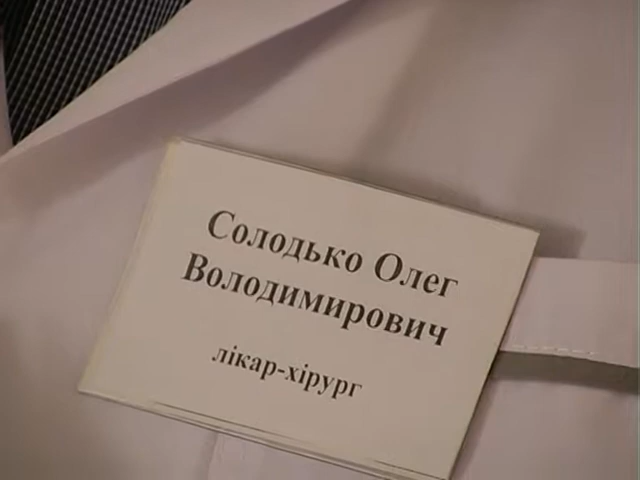 Солодько Олег
Володимирович
лікар-хірург